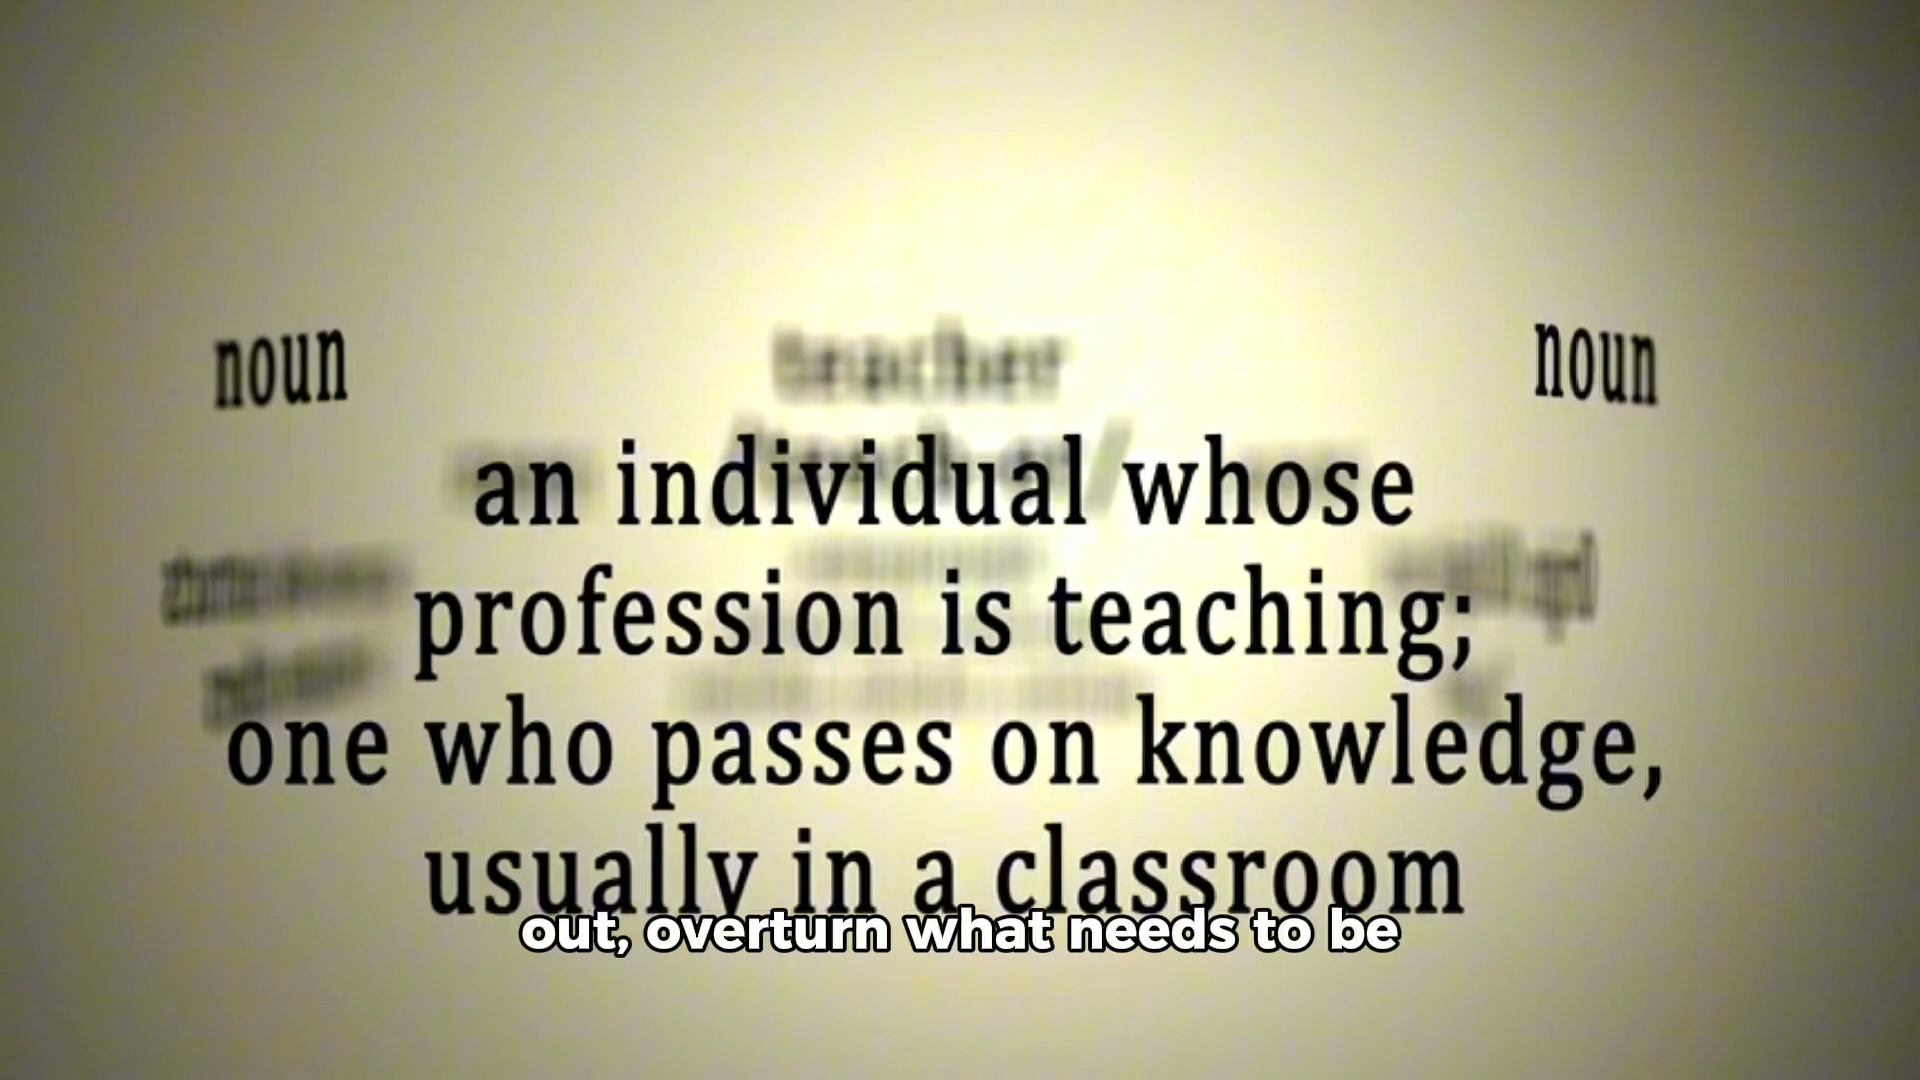 noun
teacher
noun
an individual whose
profession is teaching;
one who passes on knowledge,
usually in a classroom
out, overturn what needs to be